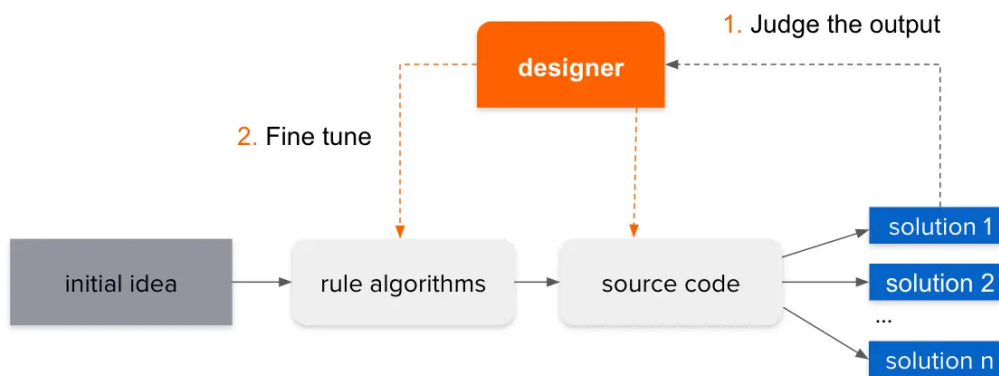 1. Judge the output
designer
2. Fine tune
initial idea
rule algorithms
source code
solution 1
solution 2
...
solution n